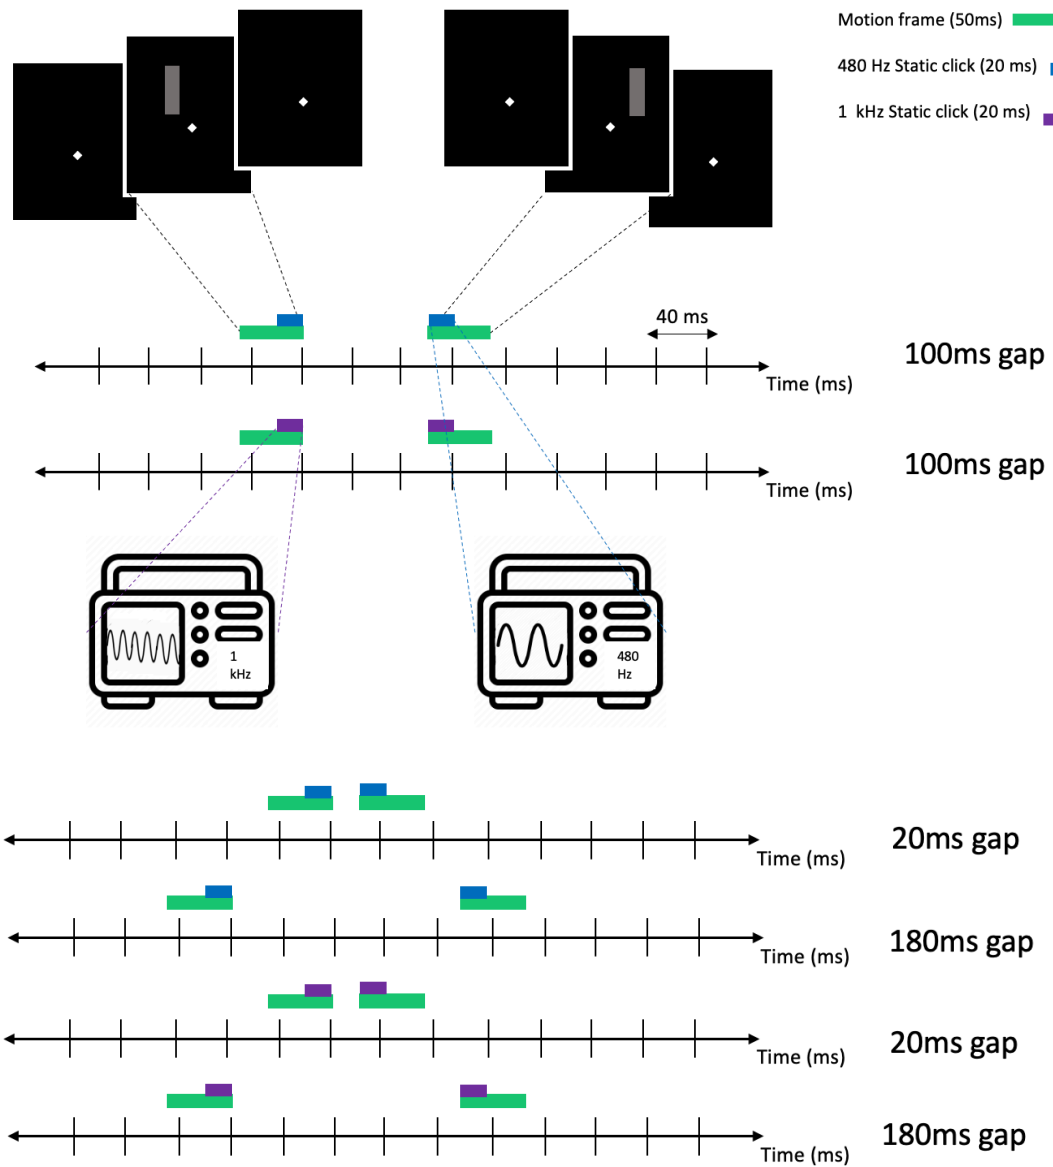 Motion frame (50ms)
480 Hz Static click (20 ms)
1 kHz Static click (20 ms)
40 ms
100ms gap
Time (ms)
100ms gap
Time (ms)
1
kHz
480
Hz
20ms gap
Time (ms)
180ms gap
Time (ms)
20ms gap
Time (ms)
180ms gap
Time (ms)